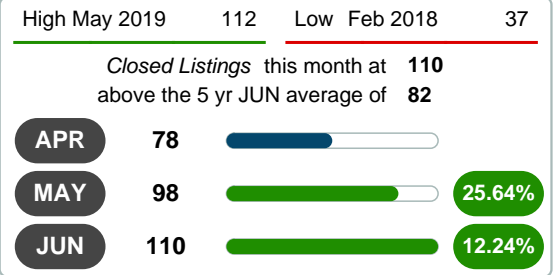 High May 2019 112 Low Feb 2018 37
Closed Listings this month at 110
above the 5 yr JUN average of 82
APR 78
MAY 98 25.64%
JUN 110 12.24%